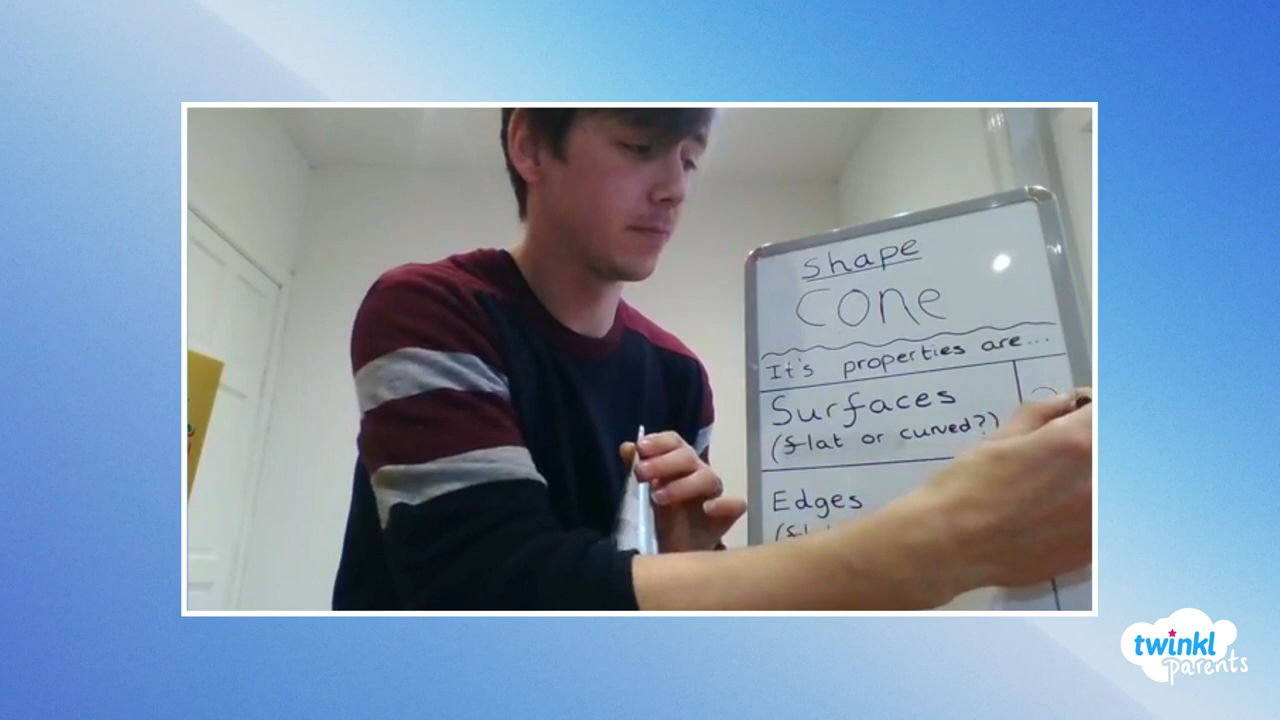 shape
cone
It's properties are...
Surfaces
(flat or curved?)
Edges
twinkl
parents